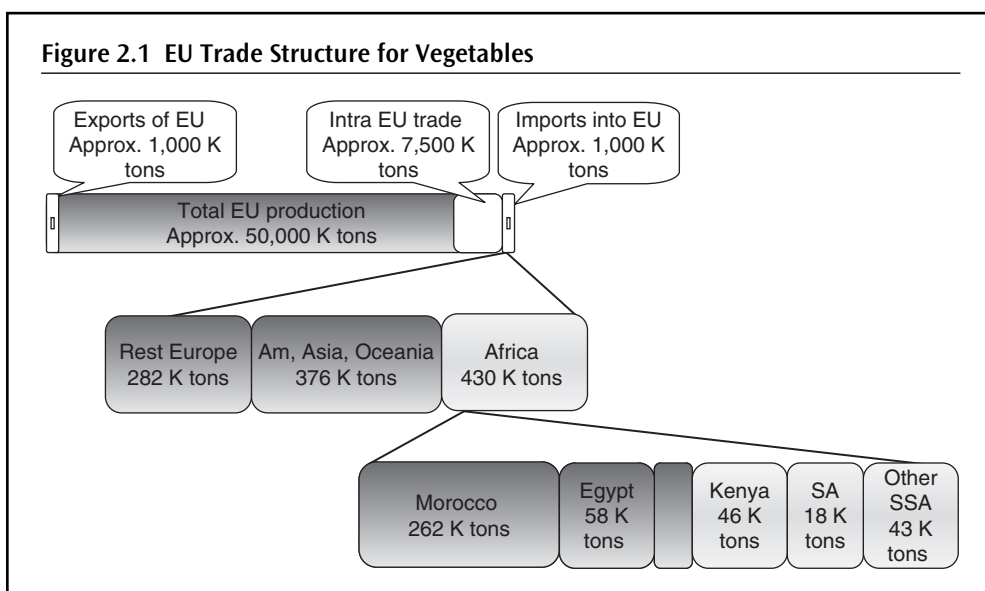 Figure 2.1 EU Trade Structure for Vegetables
Exports of EU
Approx. 1,000 K
tons
Intra EU trade
Approx. 7,500 K
tons
Imports into EU
Approx. 1,000 K
tons
Total EU production
Approx. 50,000 K tons
Rest Europe
282 K tons
Am, Asia, Oceania
376 K tons
Africa
430 K tons
Morocco
262 K tons
Egypt
58 K
tons
Kenya
46 K
tons
SA
18 K
tons
Other
SSA
43 K
tons